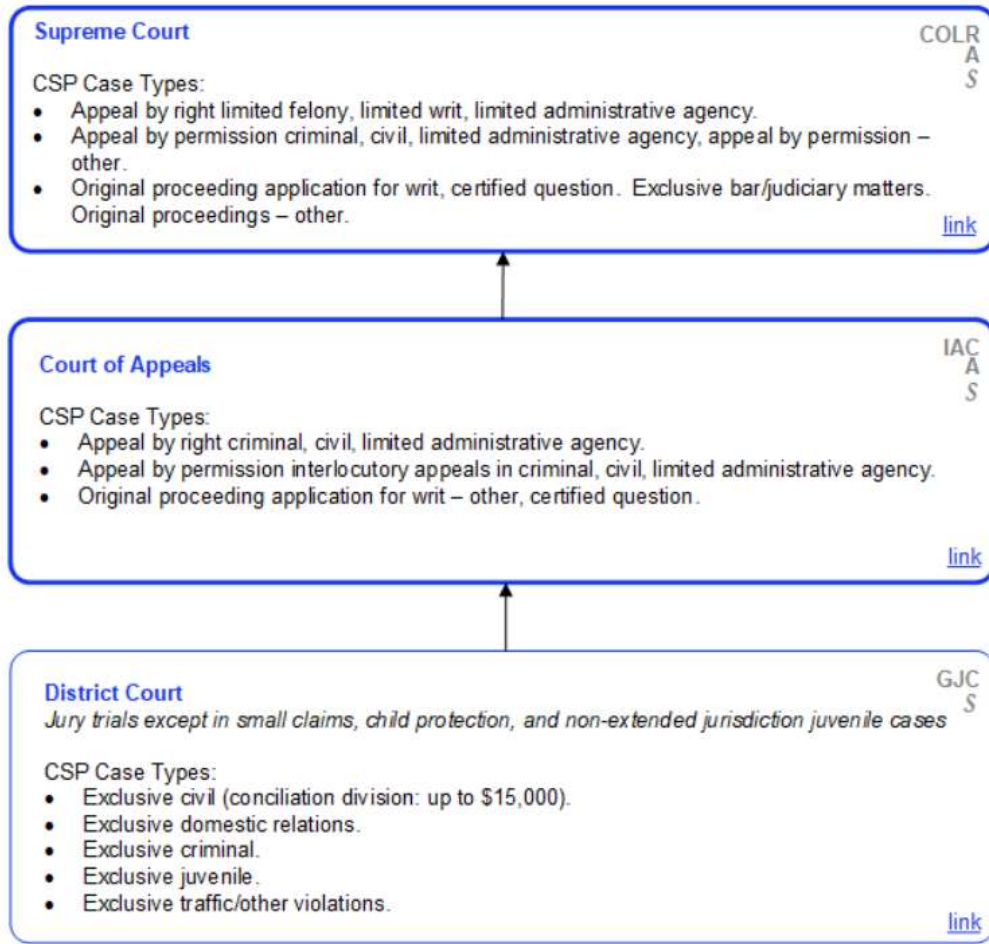 Supreme Court
COLR
A
S
CSP Case Types:
• Appeal by right limited felony, limited writ, limited administrative agency.
• Appeal by permission criminal, civil, limited administrative agency, appeal by permission –
other.
• Original proceeding application for writ, certified question. Exclusive bar/judiciary matters.
Original proceedings – other.
link
Court of Appeals
IAC
A
S
CSP Case Types:
• Appeal by right criminal, civil, limited administrative agency.
• Appeal by permission interlocutory appeals in criminal, civil, limited administrative agency.
• Original proceeding application for writ – other, certified question.
link
District Court
GJC
S
Jury trials except in small claims, child protection, and non-extended jurisdiction juvenile cases
CSP Case Types:
• Exclusive civil (conciliation division: up to $15,000).
• Exclusive domestic relations.
• Exclusive criminal.
• Exclusive juvenile.
• Exclusive traffic/other violations.
link